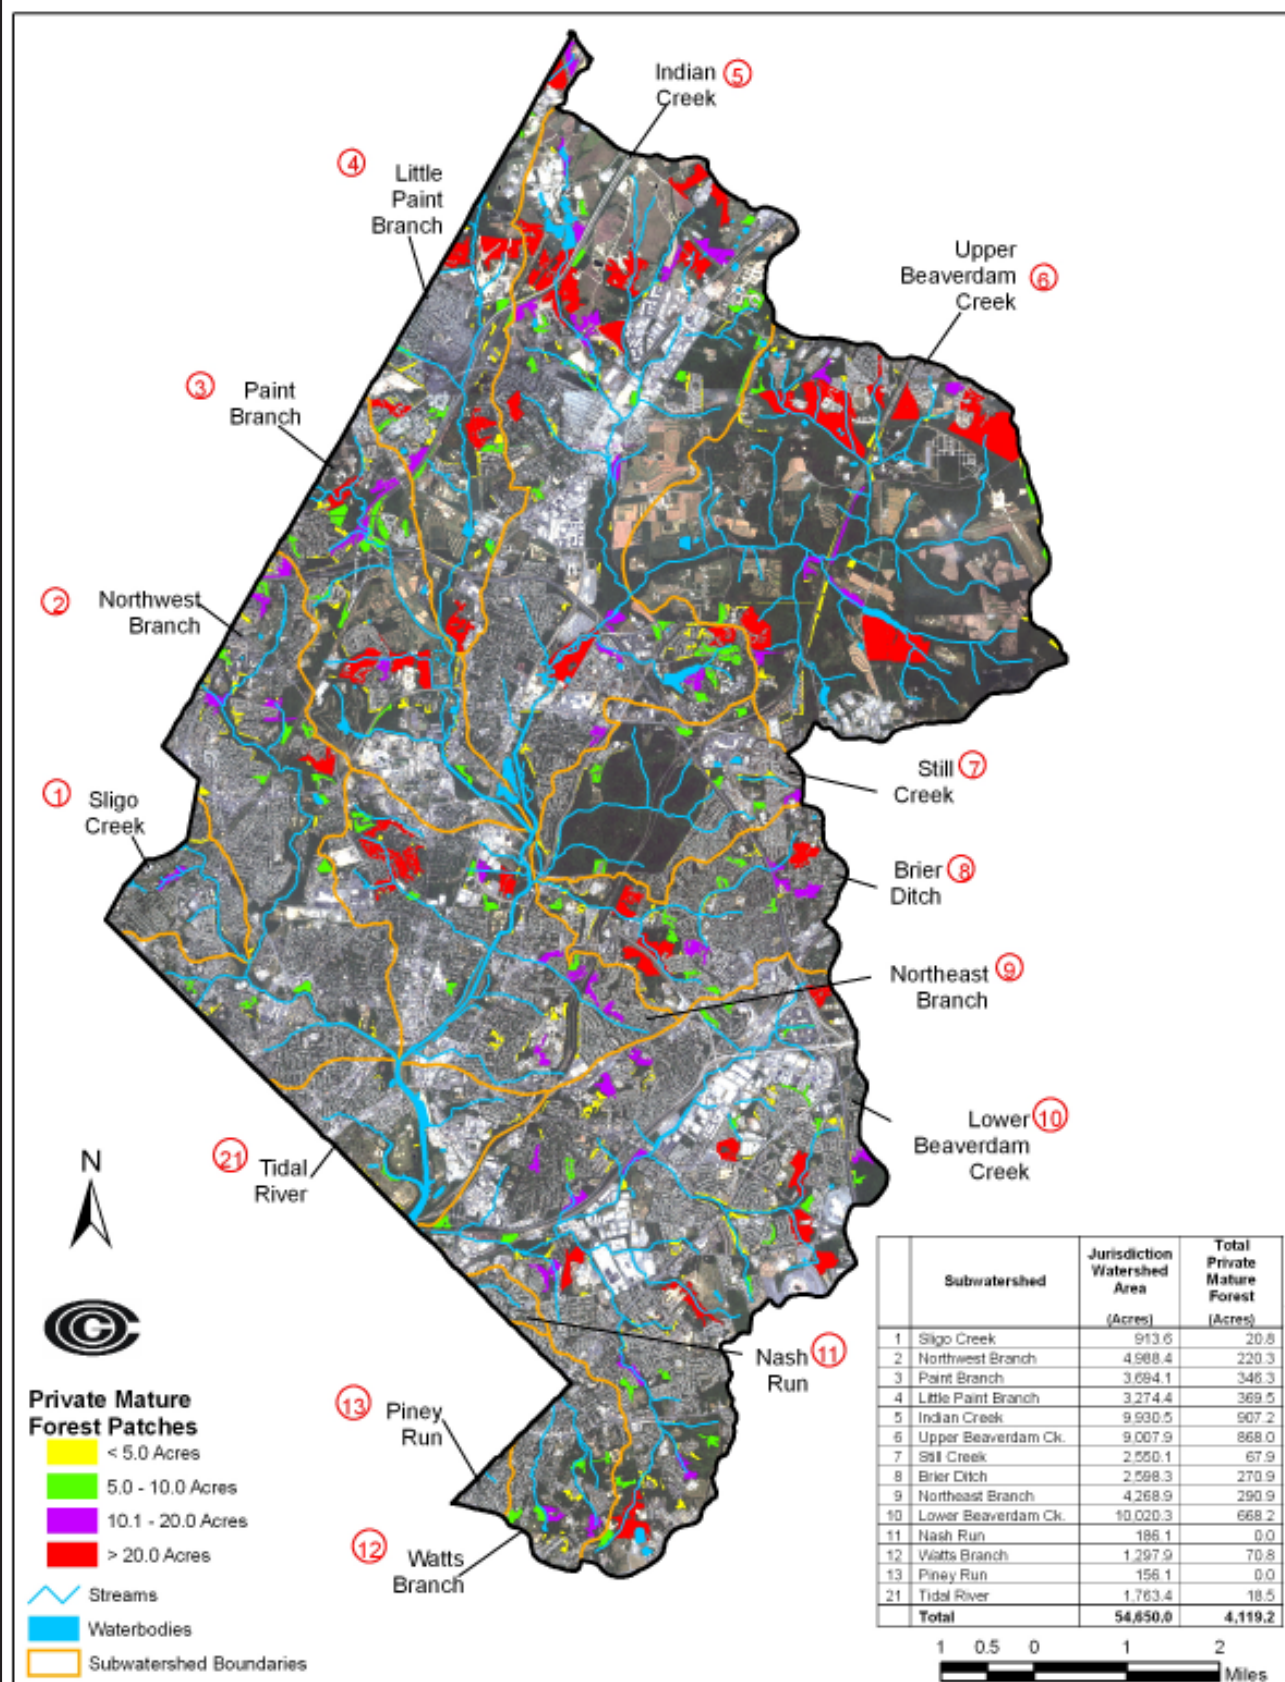 Indian
Creek
5
4
Little
Paint
Branch
Upper
Beaverdam
Creek
6
3
Paint
Branch
2
Northwest
Branch
1
Sligo
Creek
Still
Creek
7
Brier
Ditch
8
Northeast
Branch
9
Lower
Beaverdam
Creek
10
21
Tidal
River
N
Nash
Run
11
13
Piney
Run
12
Watts
Branch
Private Mature
Forest Patches
< 5.0 Acres
5.0 - 10.0 Acres
10.1 - 20.0 Acres
> 20.0 Acres
Streams
Waterbodies
Subwatershed Boundaries
Subwatershed Jurisdiction Watershed Area (Acres) Total Private Mature Forest (Acres)
1 Sligo Creek 913.6 20.8
2 Northwest Branch 4,988.4 220.3
3 Paint Branch 3,694.1 346.3
4 Little Paint Branch 3,274.4 369.5
5 Indian Creek 9,930.5 907.2
6 Upper Beaverdam Ck. 9,007.9 868.0
7 Still Creek 2,550.1 67.9
8 Brier Ditch 2,598.3 270.9
9 Northeast Branch 4,268.9 290.9
10 Lower Beaverdam Ck. 10,020.3 668.2
11 Nash Run 186.1 0.0
12 Watts Branch 1,297.9 70.8
13 Piney Run 156.1 0.0
21 Tidal River 1,763.4 18.5
Total 54,650.0 4,119.2
1 0.5 0 1 2
Miles